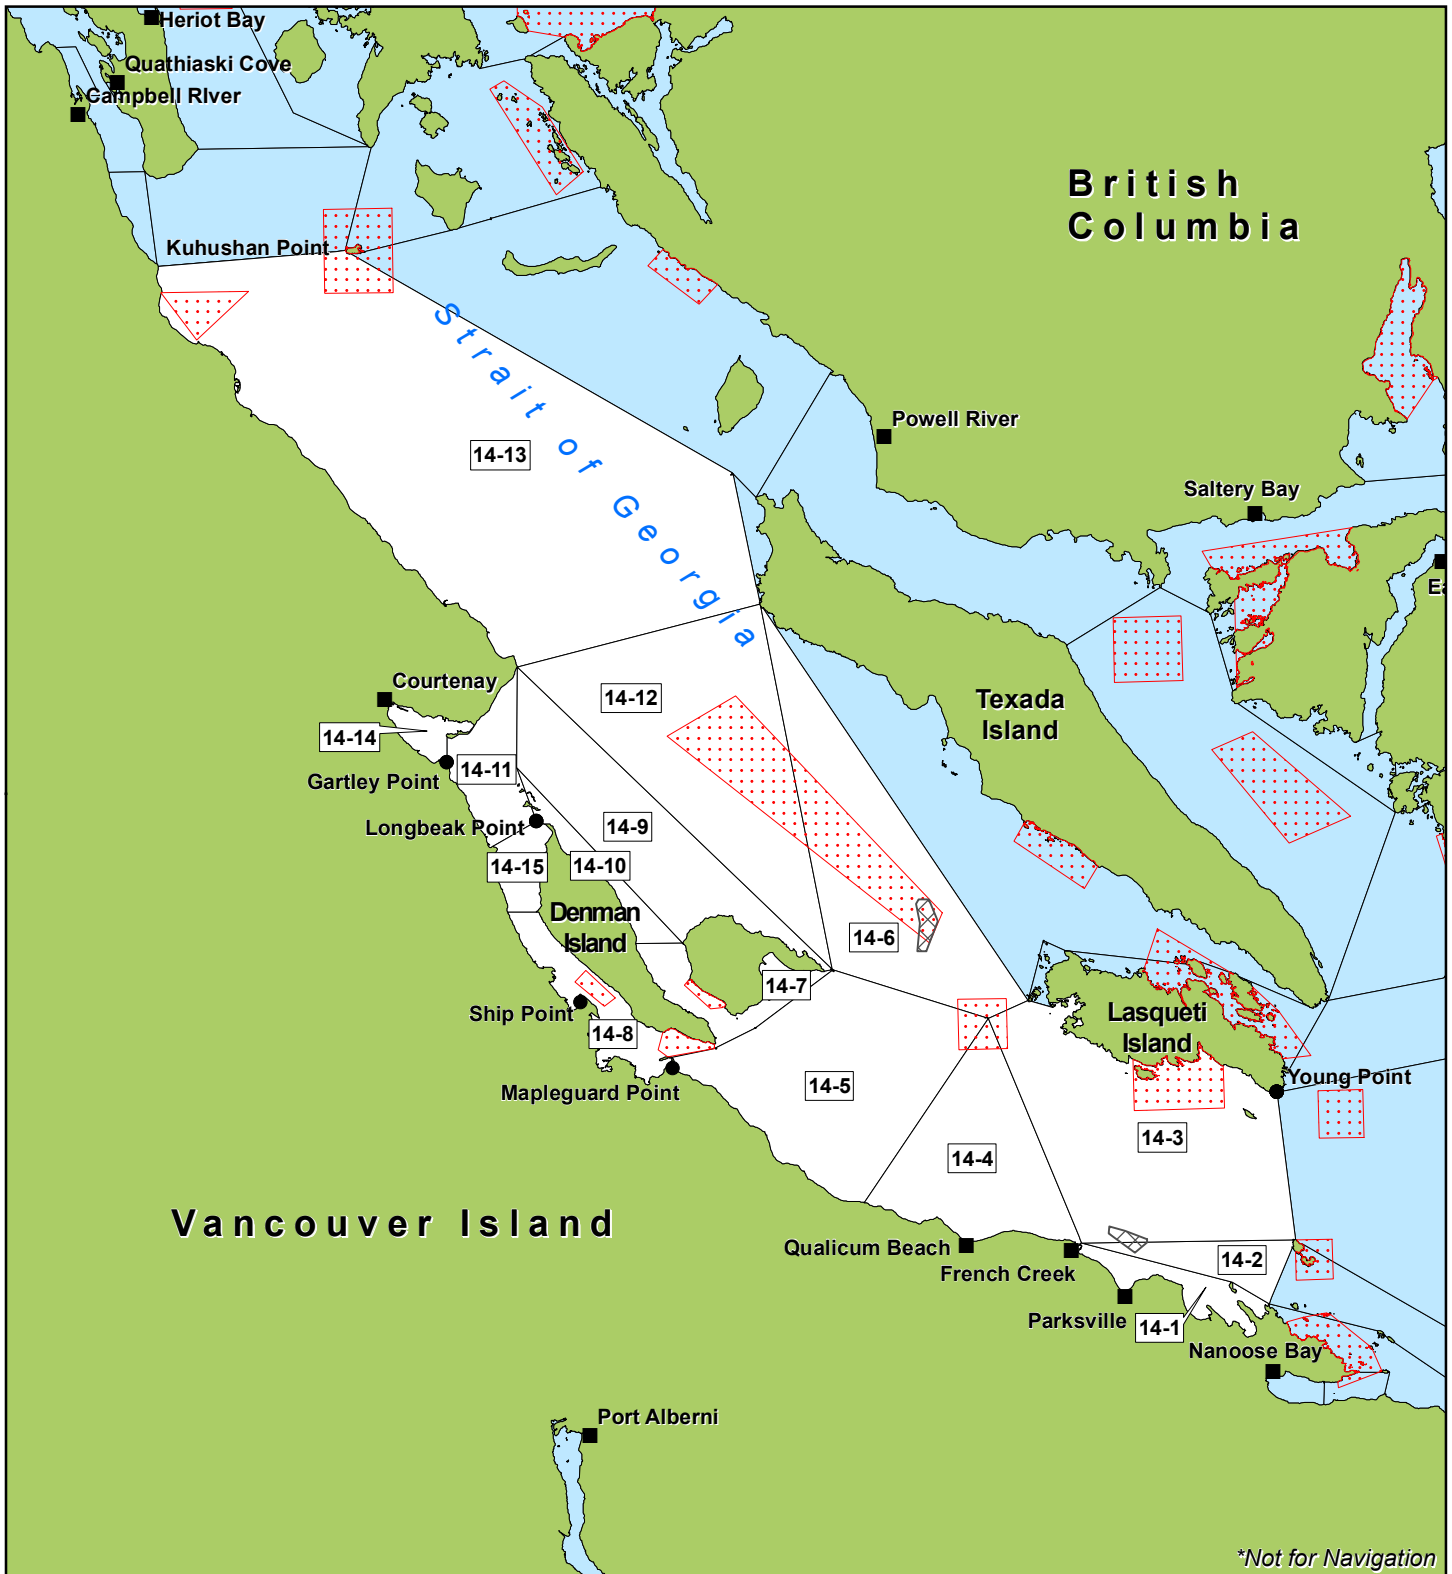 Heriot Bay
Quathiaski Cove
Campbell RIver
British
Columbia
Kuhushan Point
Strait of Georgia
Powell River
14-13
Saltery Bay
Courtenay
14-12
Texada
Island
14-14
14-11
Gartley Point
Longbeak Point
14-9
14-15
14-10
Denman
Island
14-6
14-7
Ship Point
Lasqueti
Island
14-8
Young Point
Mapleguard Point
14-5
14-3
14-4
Vancouver Island
Qualicum Beach
14-2
French Creek
Parksville
14-1
Nanoose Bay
Port Alberni
*Not for Navigation